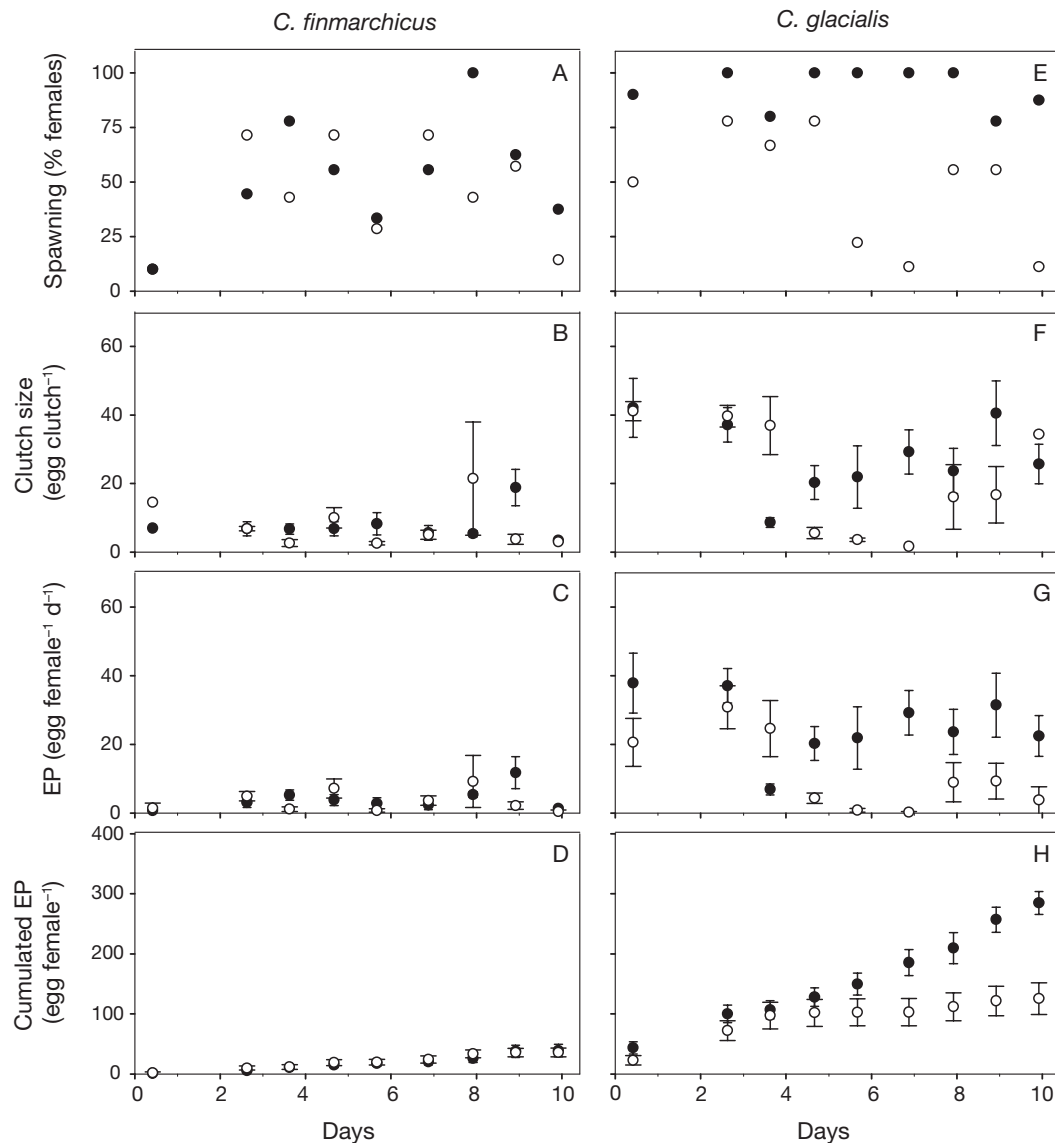 C. finmarchicus
C. glacialis
Spawning (% females)
100
75
50
25
0
A
E
Clutch size
(egg clutch⁻¹)
60
40
20
0
B
F
EP (egg female⁻¹ d⁻¹)
60
40
20
0
C
G
Cumulated EP
(egg female⁻¹)
400
300
200
100
0
D
H
0 2 4 6 8 10
0 2 4 6 8 10
Days
Days